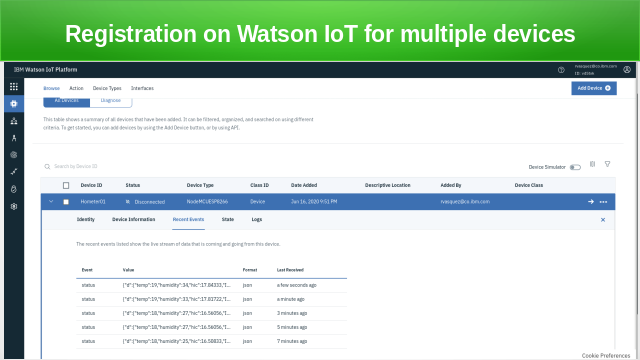 Registration on Watson IoT for multiple devices
IBM Watson IoT Platform
rvasquez@co.ibm.com
ID:
Browse Action Device Types Interfaces
Add Device
All Devices Diagnose
This table shows a summary of all devices that have been added. It can be filtered, organized, and searched on using different
criteria. To get started, you can add devices by using the Add Device button, or by using API.
Search by Device ID
Device Simulator
Device ID Status Device Type Class ID Date Added Descriptive Location Added By Device Class
Hometer01 Disconnected NodeMCUESP8266 Device Jun 16, 2020 9:51 PM rvasquez@co.ibm.com
Identity Device Information Recent Events State Logs
The recent events listed show the live stream of data that is coming and going from this device.
Event Value Format Last Received
status {"d":{"temp":19,"humidity":34,"hic":17.84333,"I... json a few seconds ago
status {"d":{"temp":19,"humidity":33,"hic":17.81722,"I... json a minute ago
status {"d":{"temp":18,"humidity":27,"hic":16.56056,"I... json 3 minutes ago
status {"d":{"temp":18,"humidity":27,"hic":16.56056,"I... json 5 minutes ago
status {"d":{"temp":18,"humidity":25,"hic":16.50833,"I... json 7 minutes ago
Cookie Preferences